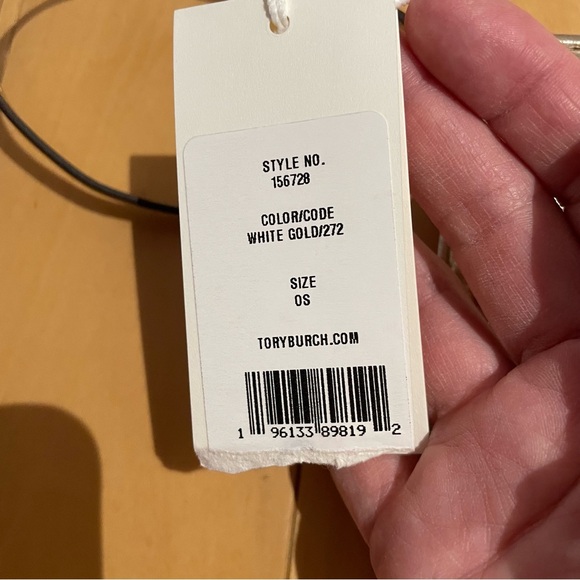 STYLE NO.
156728
COLOR/CODE
WHITE GOLD/272
SIZE
OS
TORYBURCH.COM
1 96133 89819 2